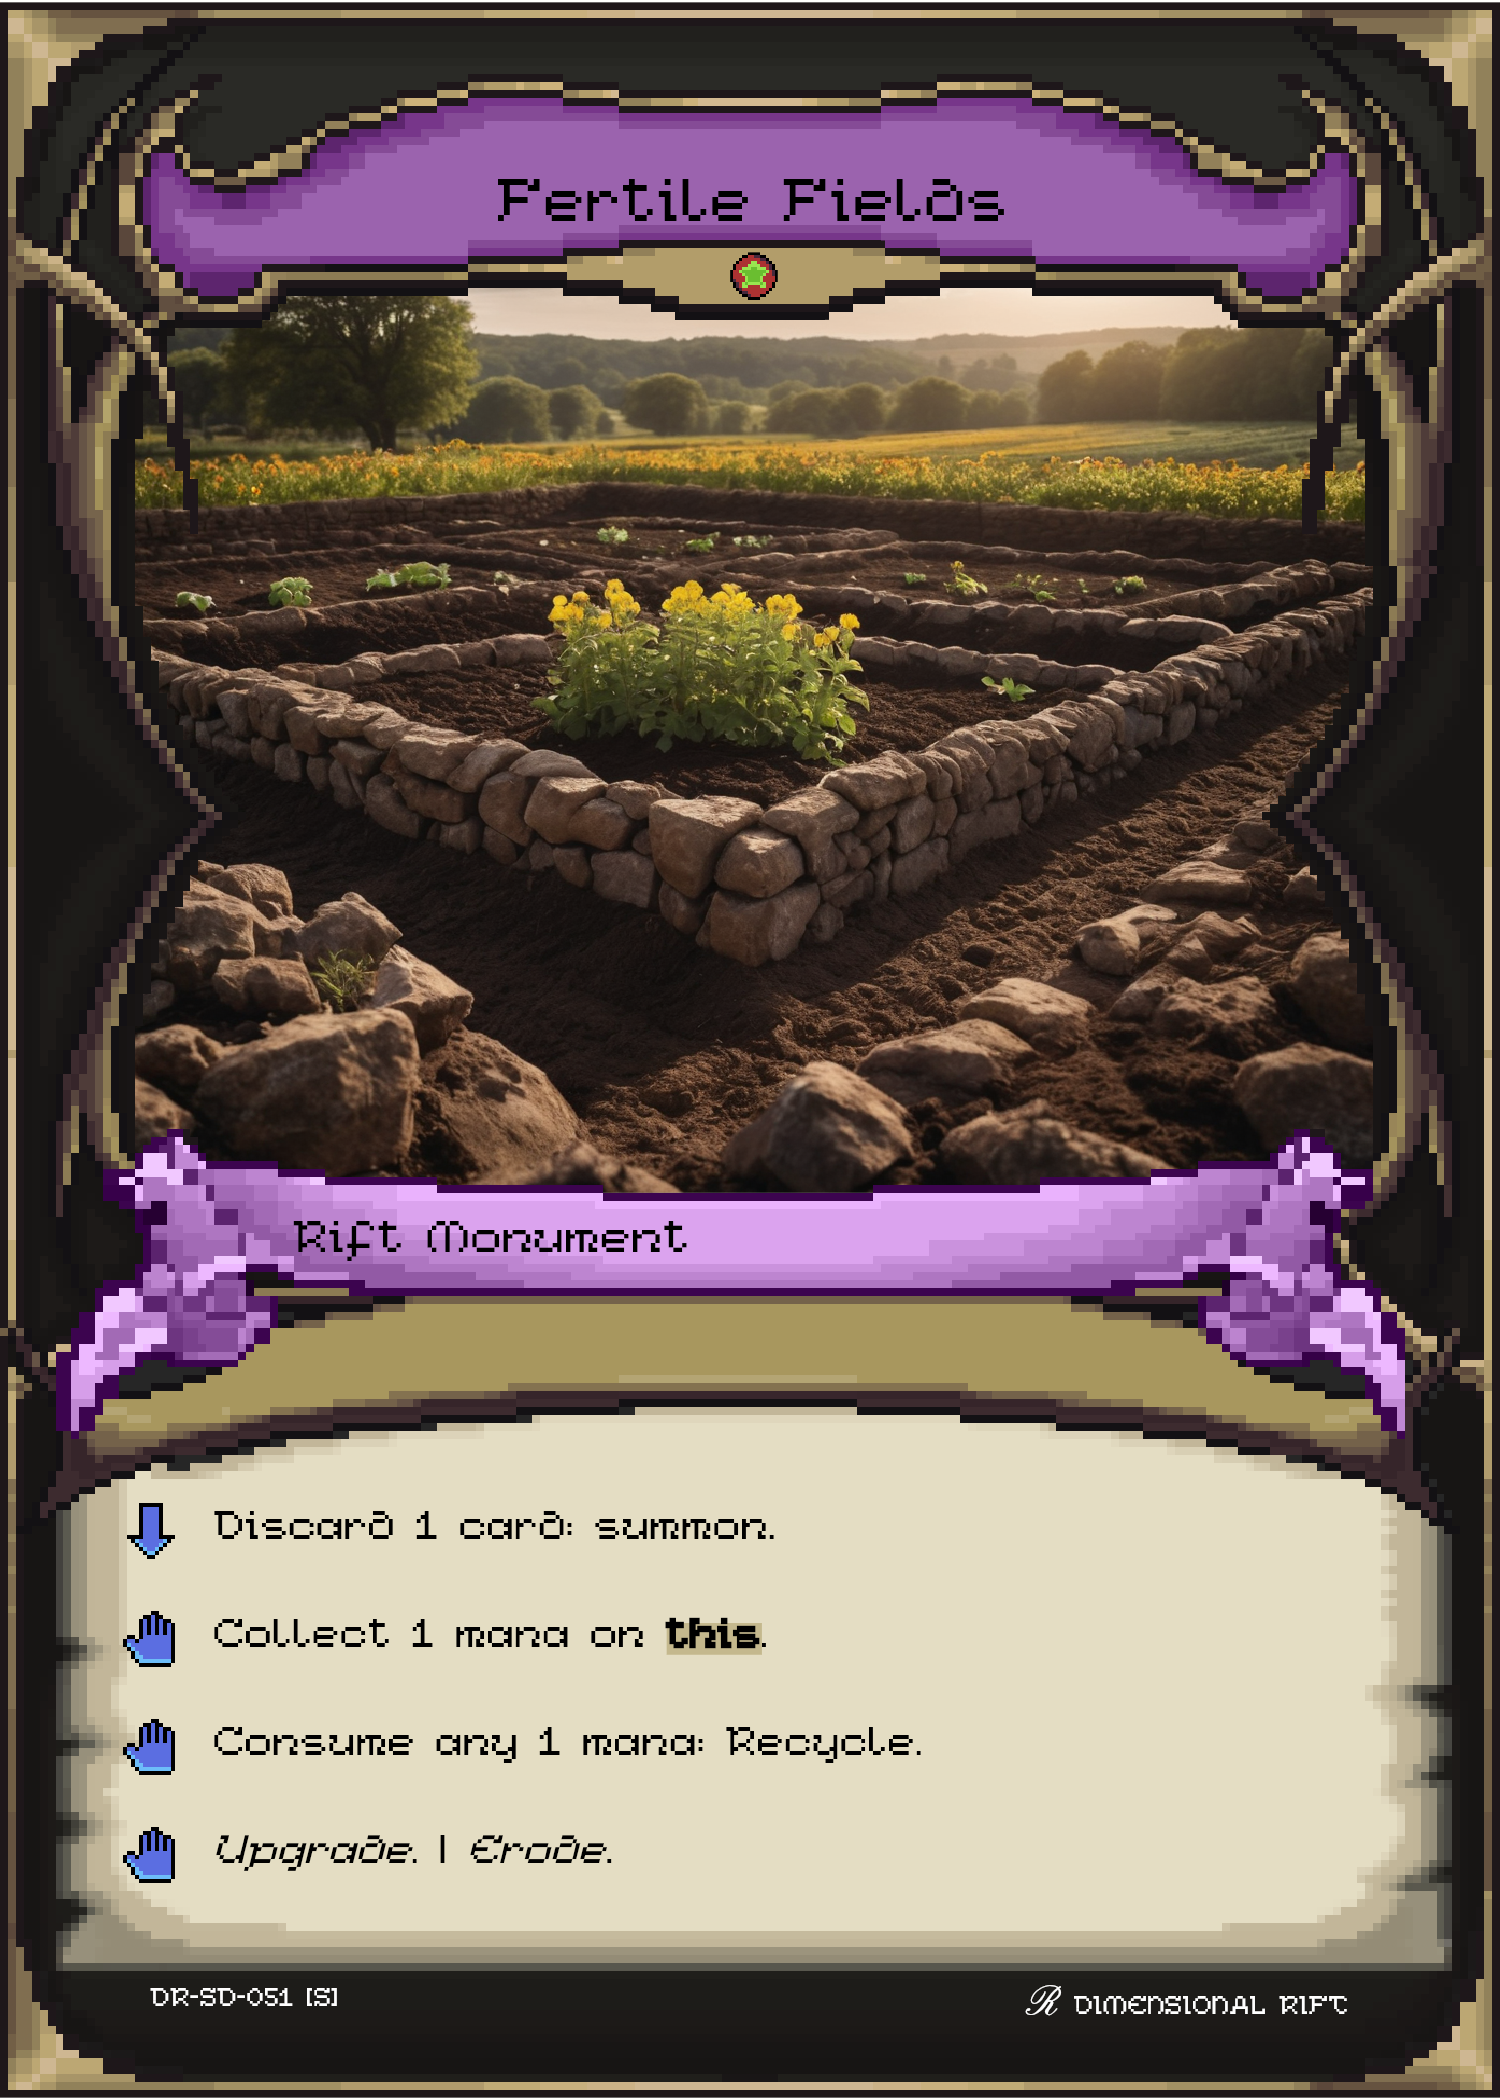 Fertile Fields
Rift Monument
Discard 1 card: summon.
Collect 1 mana on this.
Consume any 1 mana: Recycle.
Upgrade. | Erode.
DR-SD-051 [S]
R DIMENSIONAL RIFT